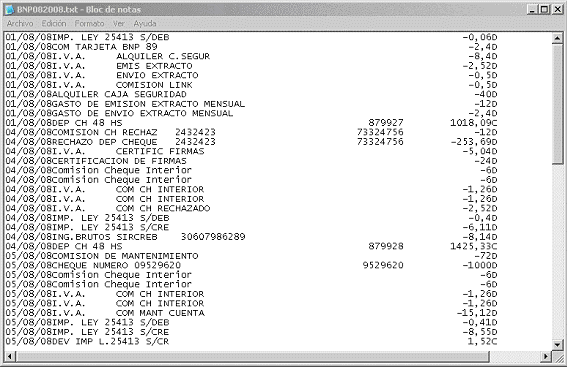 BNP082008.txt - Bloc de notas
Archivo Edición Formato Ver Ayuda
01/08/08IMP. LEY 25413 S/DEB -0,06D
01/08/08COM TARJETA BNP 89 -2,4D
01/08/08I.V.A. ALQUILER C.SEGUR -8,4D
01/08/08I.V.A. EMIS EXTRACTO -2,52D
01/08/08I.V.A. ENVIO EXTRACTO -0,5D
01/08/08I.V.A. COMISION LINK -0,5D
01/08/08ALQUILER CAJA SEGURIDAD -40D
01/08/08GASTO DE EMISION EXTRACTO MENSUAL -12D
01/08/08GASTO DE ENVIO EXTRACTO MENSUAL -2,4D
01/08/08DEP CH 48 HS 879927 1018,09C
04/08/08COMISION CH RECHAZ 2432423 73324756 -12D
04/08/08RECHAZO DEP CHEQUE 2432423 73324756 -253,69D
04/08/08I.V.A. CERTIFIC FIRMAS -5,04D
04/08/08CERTIFICACION DE FIRMAS -24D
04/08/08Comision Cheque Interior -6D
04/08/08Comision Cheque Interior -6D
04/08/08I.V.A. COM CH INTERIOR -1,26D
04/08/08I.V.A. COM CH INTERIOR -1,26D
04/08/08I.V.A. COM CH RECHAZADO -2,52D
04/08/08IMP. LEY 25413 S/DEB -0,4D
04/08/08IMP. LEY 25413 S/CRE -6,11D
04/08/08ING.BRUTOS SIRCREB 30607986289 -8,14D
04/08/08DEP CH 48 HS 879928 1425,33C
05/08/08COMISION DE MANTENIMIENTO -72D
05/08/08CHEQUE NUMERO 09529620 9529620 -1000D
05/08/08Comision Cheque Interior -6D
05/08/08Comision Cheque Interior -6D
05/08/08I.V.A. COM CH INTERIOR -1,26D
05/08/08I.V.A. COM CH INTERIOR -1,26D
05/08/08I.V.A. COM MANT CUENTA -15,12D
05/08/08IMP. LEY 25413 S/DEB -0,41D
05/08/08IMP. LEY 25413 S/CRE -8,55D
05/08/08DEV IMP L.25413 S/CR 1,52C